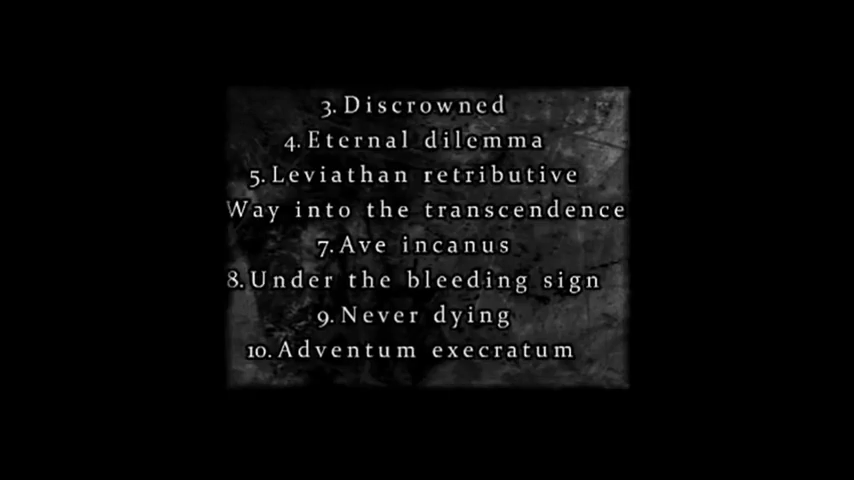 3. Discrowned
4. Eternal dilemma
5. Leviathan retributive
Way into the transcendence
7. Ave incanus
8. Under the bleeding sign
9. Never dying
10. Adventum execratum